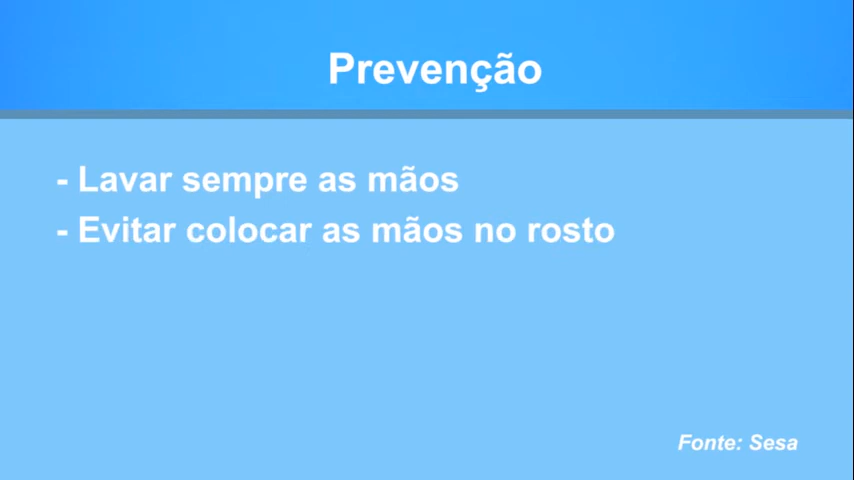 Prevenção
- Lavar sempre as mãos
- Evitar colocar as mãos no rosto
Fonte: Sesa